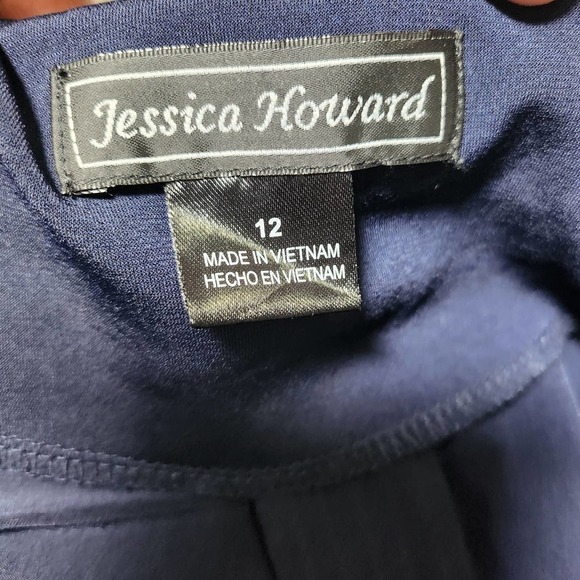 Jessica Howard
12
MADE IN VIETNAM
HECHO EN VIETNAM